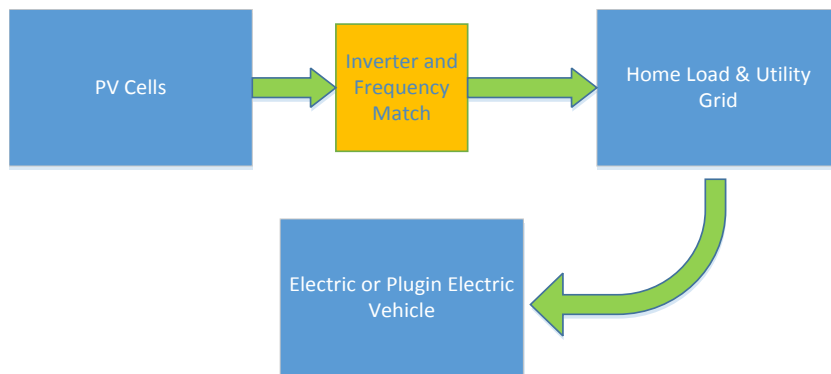 PV Cells
Inverter and
Frequency
Match
Home Load & Utility
Grid
Electric or Plugin Electric
Vehicle